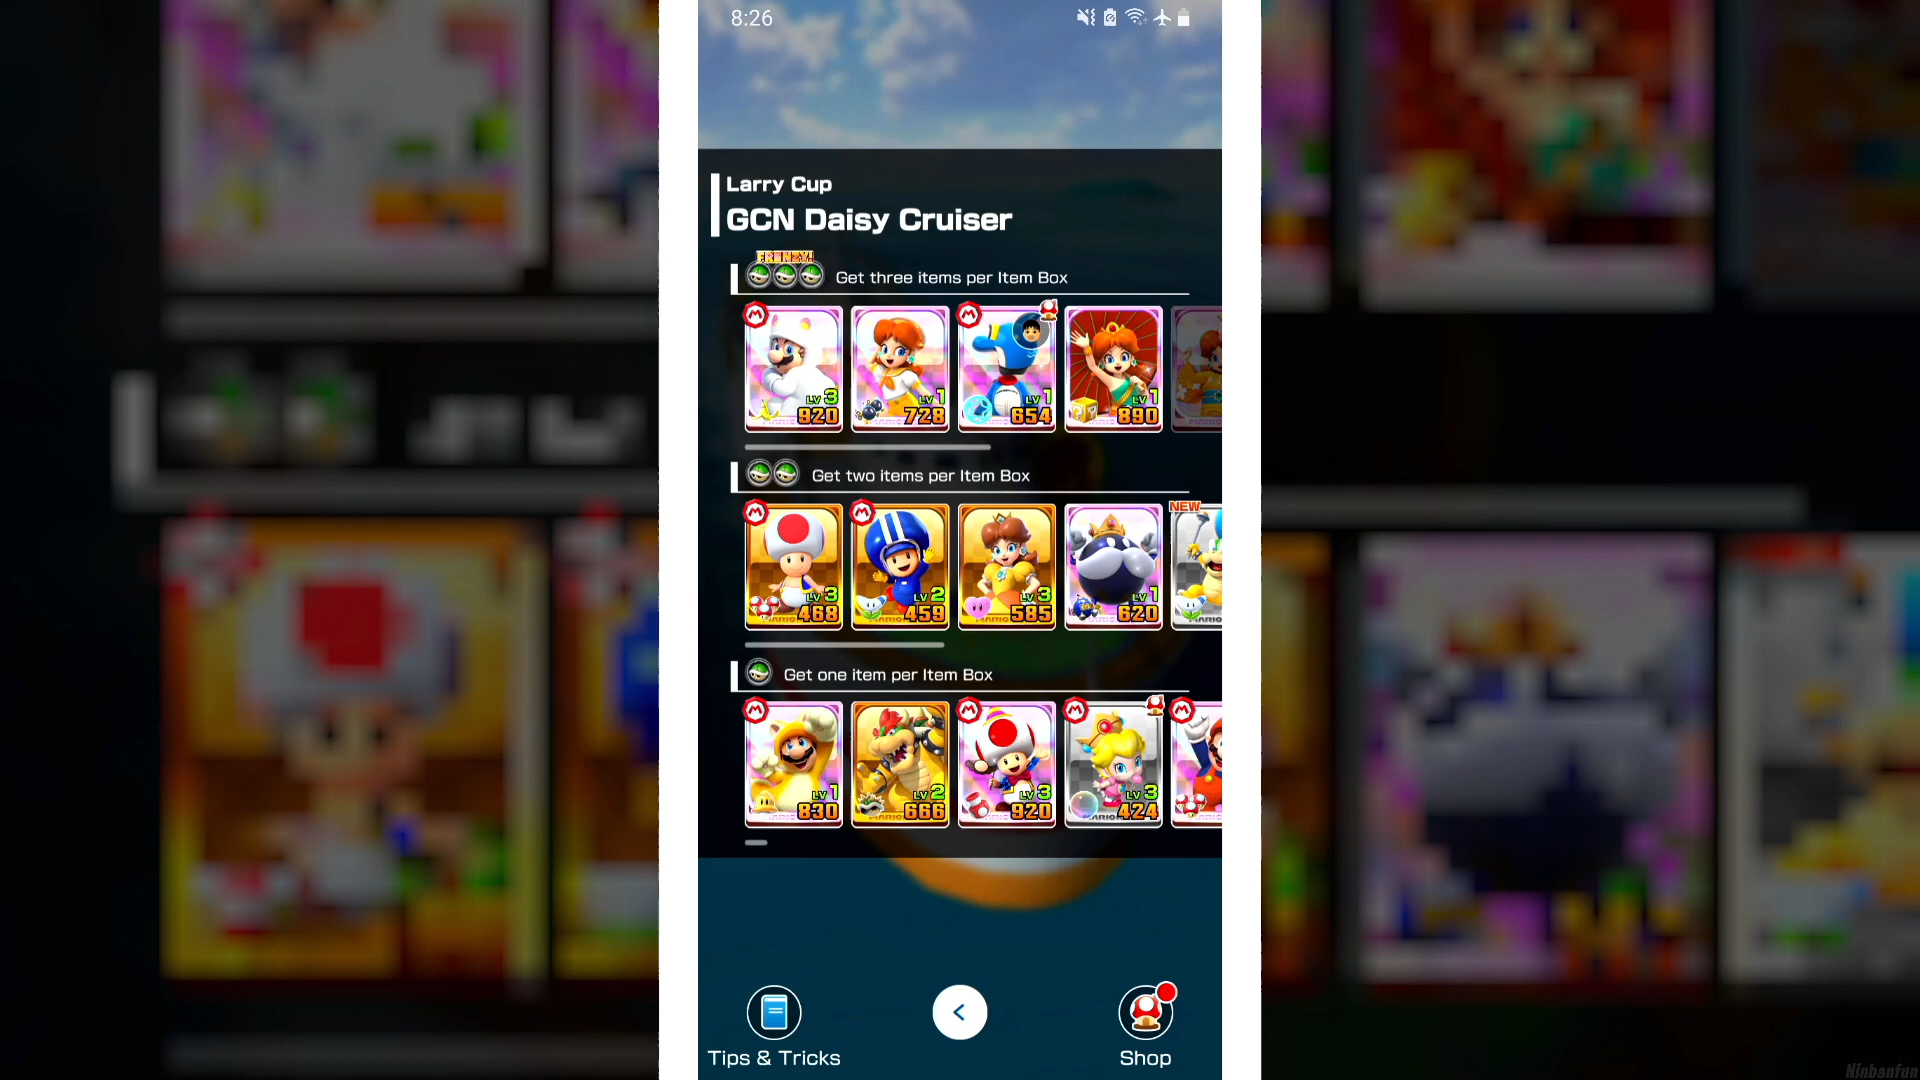 8:26
Larry Cup
GCN Daisy Cruiser
FRENZY!
Get three items per Item Box
LV 3 LV 1 LV 1 LV 1
920 728 654 890
Get two items per Item Box
NEW
LV 3 LV 2 LV 3 LV 1
468 459 585 620
Get one item per Item Box
LV 1 LV 2 LV 3 LV 3
830 666 920 424
Tips & Tricks
Shop
Ninbanfun